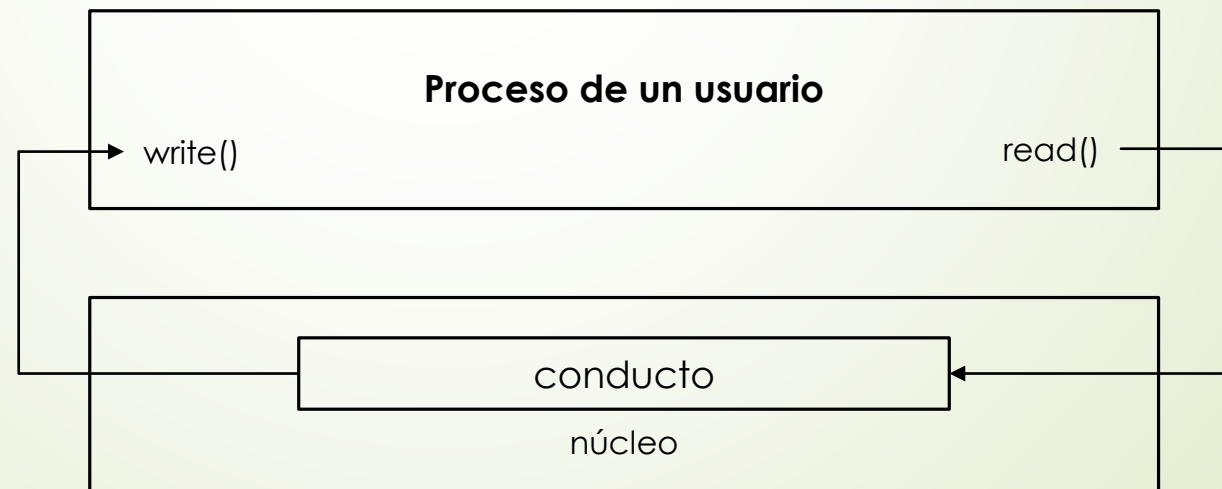 Proceso de un usuario
write()
read()
conducto
núcleo